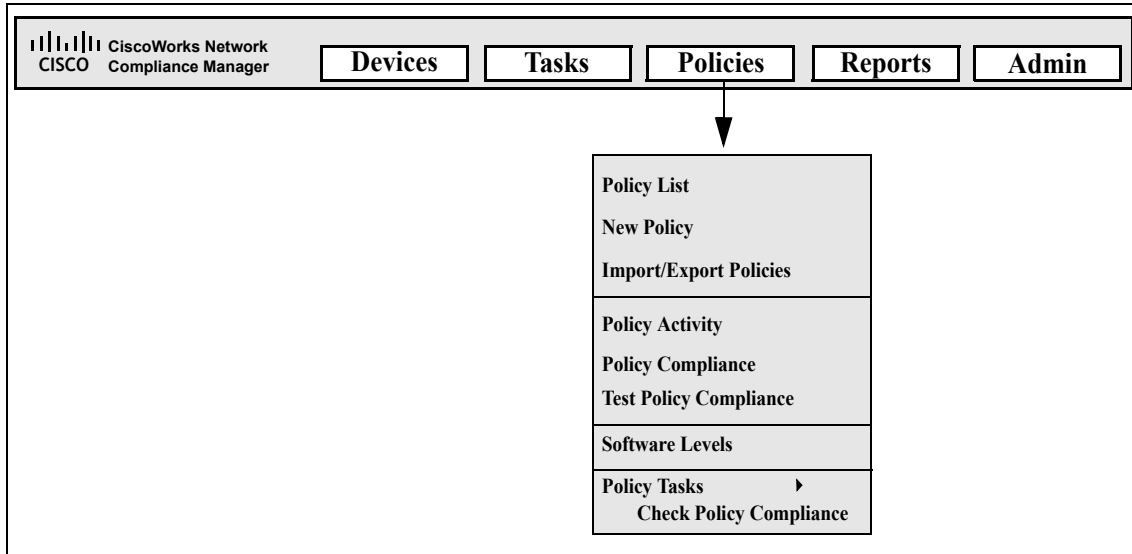 CiscoWorks Network
CISCO Compliance Manager
Devices Tasks Policies Reports Admin
Policy List
New Policy
Import/Export Policies
Policy Activity
Policy Compliance
Test Policy Compliance
Software Levels
Policy Tasks
Check Policy Compliance